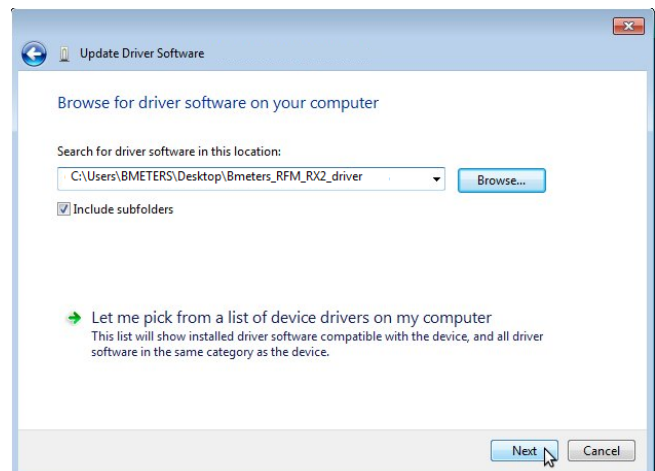 Update Driver Software
Browse for driver software on your computer
Search for driver software in this location:
C:\Users\BMETERS\Desktop\Bmeters_RFM_RX2_driver
Browse...
Include subfolders
Let me pick from a list of device drivers on my computer
This list will show installed driver software compatible with the device, and all driver
software in the same category as the device.
Next
Cancel